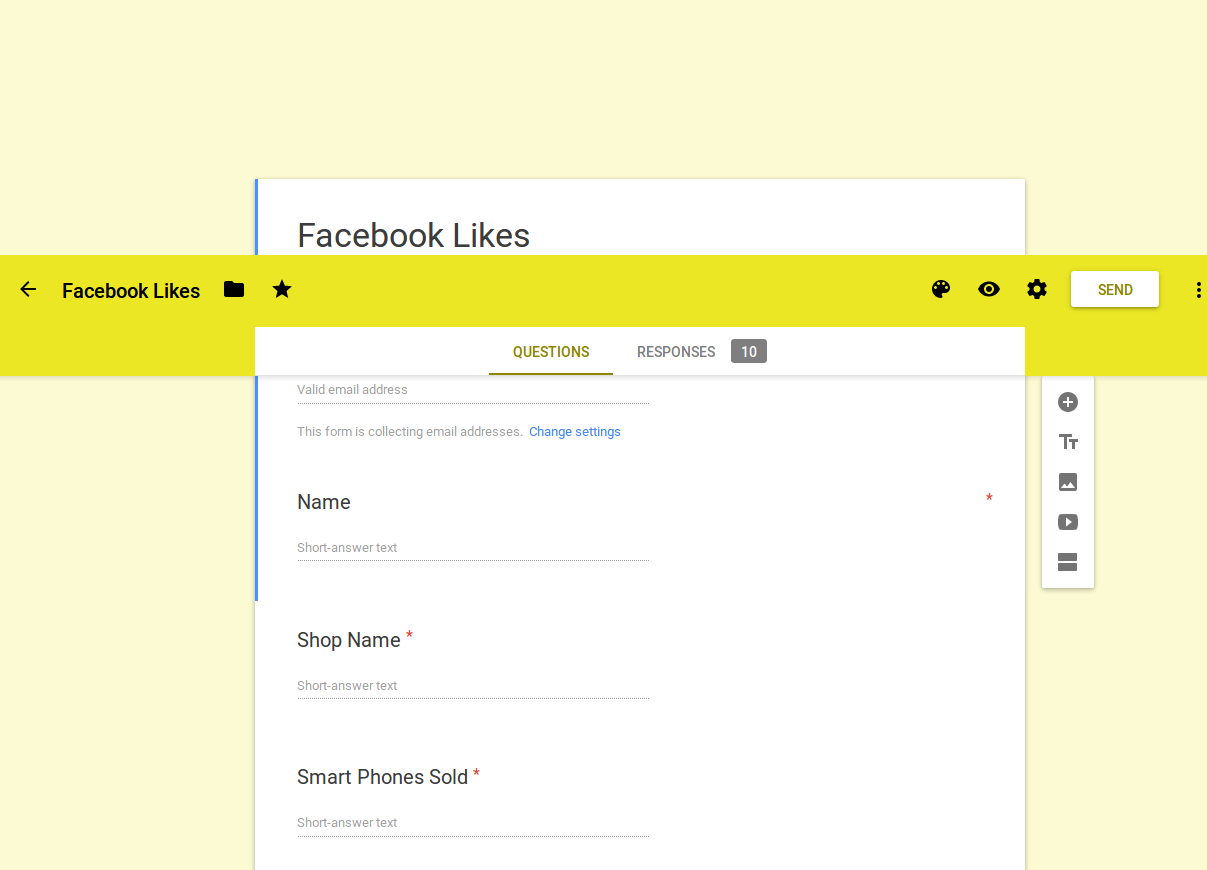 Facebook Likes
Facebook Likes SEND
QUESTIONS RESPONSES 10
Valid email address
This form is collecting email addresses. Change settings
Name *
Short-answer text
Shop Name *
Short-answer text
Smart Phones Sold *
Short-answer text